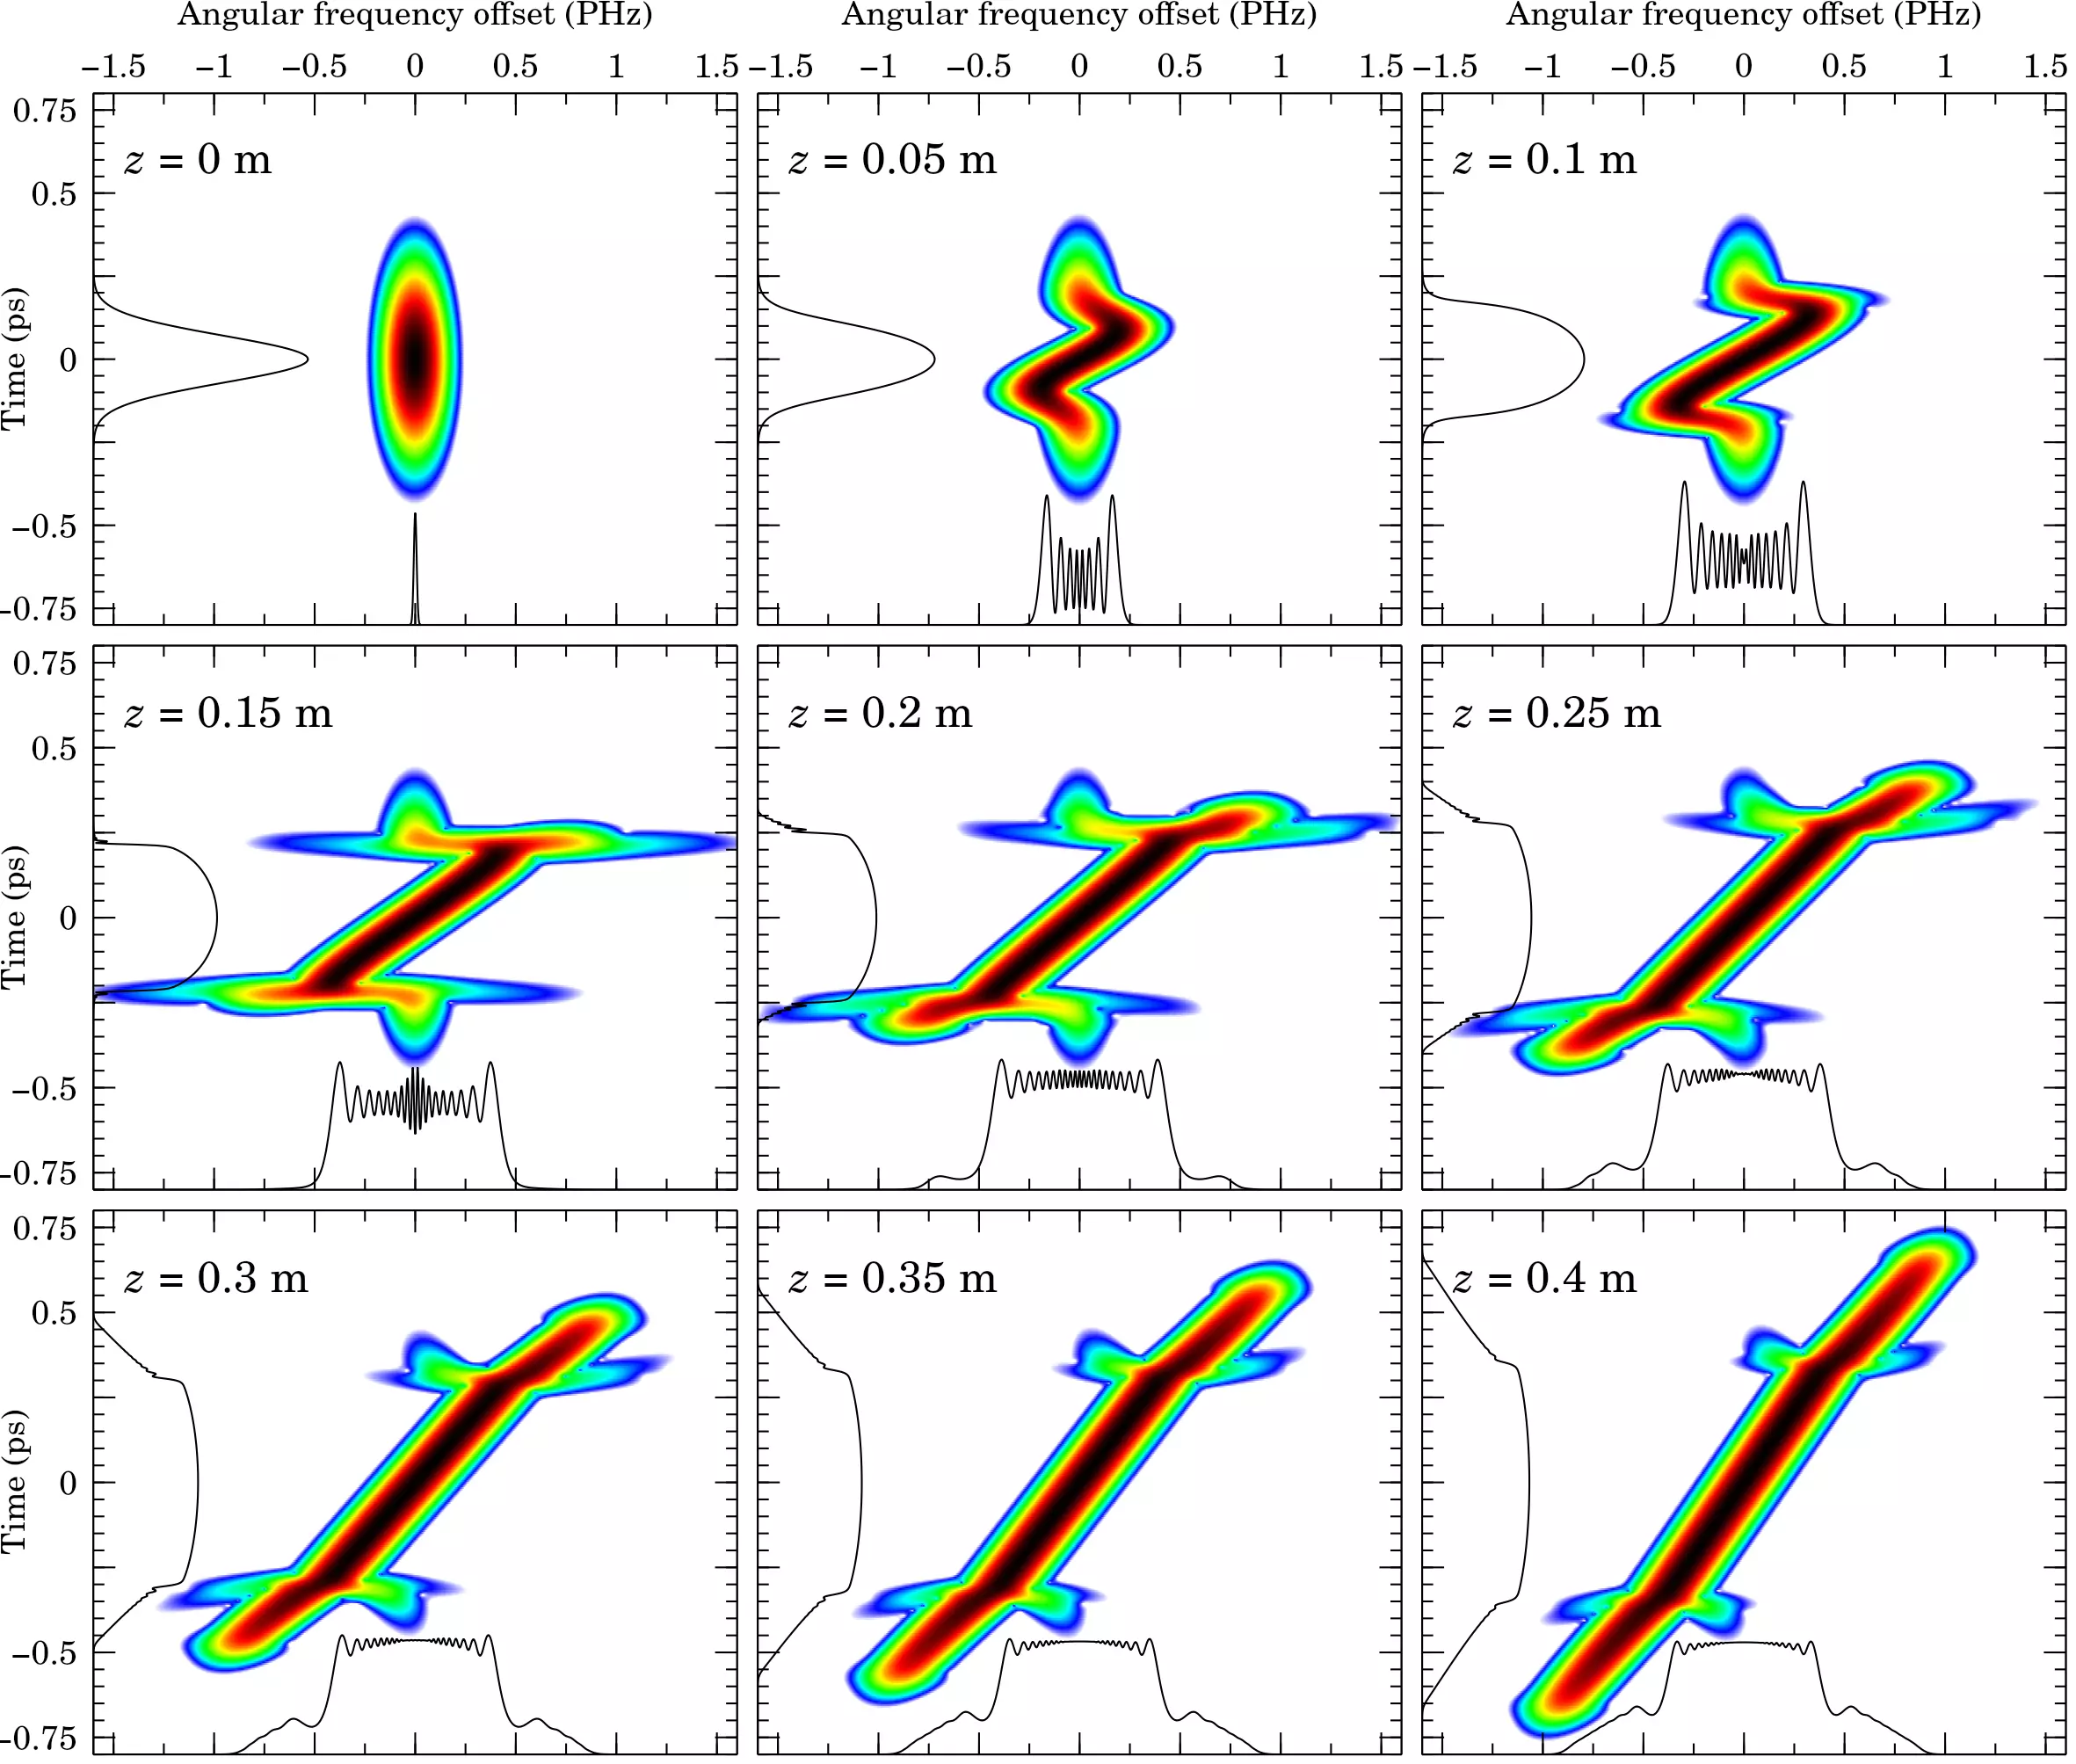 Angular frequency offset (PHz) Angular frequency offset (PHz) Angular frequency offset (PHz)
−1.5 −1 −0.5 0 0.5 1 1.5 −1.5 −1 −0.5 0 0.5 1 1.5 −1.5 −1 −0.5 0 0.5 1 1.5
0.75
z = 0 m z = 0.05 m z = 0.1 m
0.5
Time (ps)
0
−0.5
−0.75
0.75
z = 0.15 m z = 0.2 m z = 0.25 m
0.5
Time (ps)
0
−0.5
−0.75
0.75
z = 0.3 m z = 0.35 m z = 0.4 m
0.5
Time (ps)
0
−0.5
−0.75